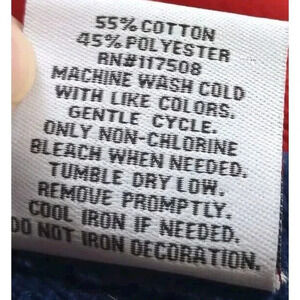 55% COTTON
45% POLYESTER
RN#117508
MACHINE WASH COLD
WITH LIKE COLORS.
GENTLE CYCLE.
ONLY NON-CHLORINE
BLEACH WHEN NEEDED.
TUMBLE DRY LOW.
REMOVE PROMPTLY.
COOL IRON IF NEEDED.
DO NOT IRON DECORATION.